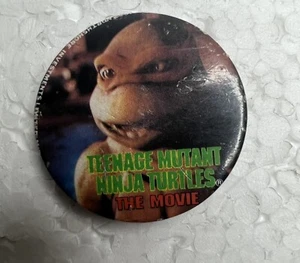 TEENAGE MUTANT
NINJA TURTLES®
THE MOVIE